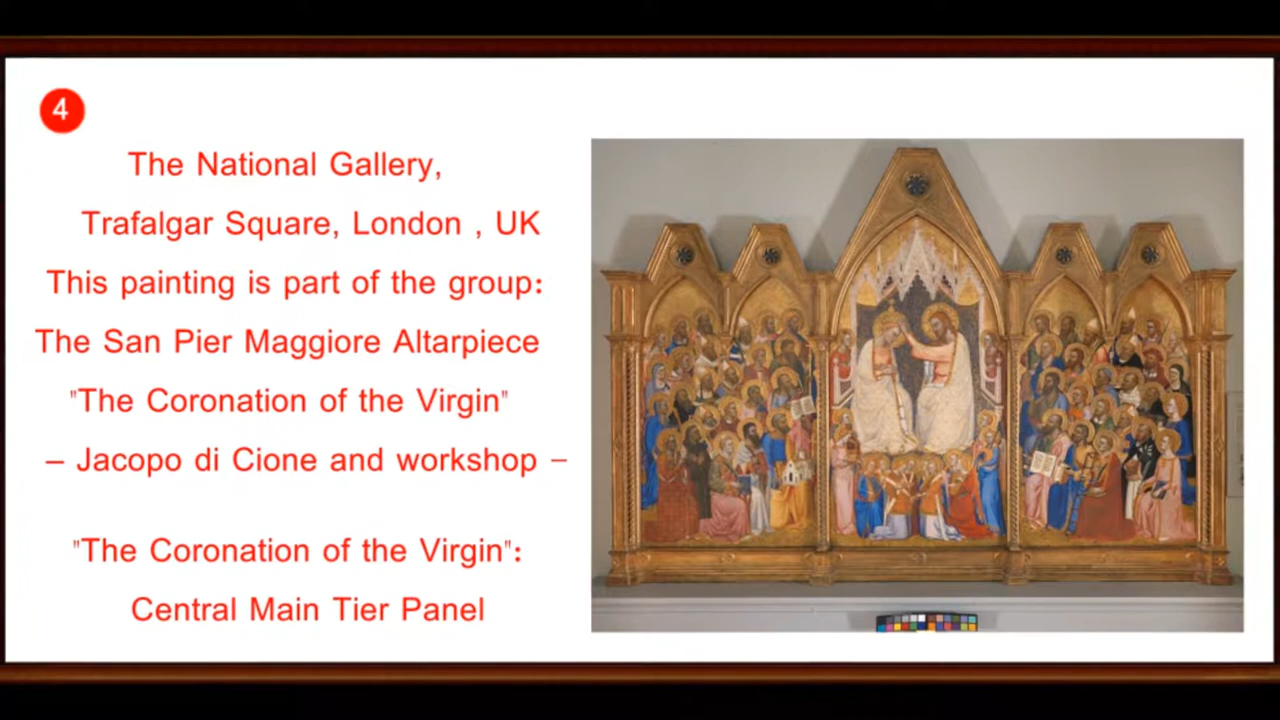 4
The National Gallery,
Trafalgar Square, London , UK
This painting is part of the group:
The San Pier Maggiore Altarpiece
"The Coronation of the Virgin"
– Jacopo di Cione and workshop –
"The Coronation of the Virgin":
Central Main Tier Panel